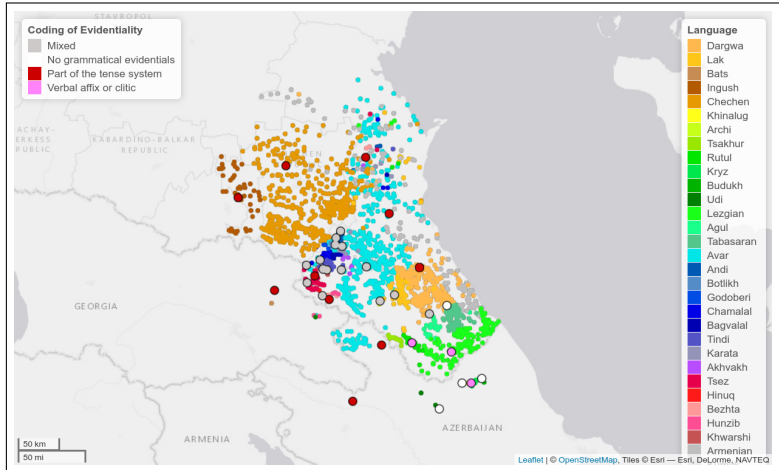 STAVROPOL
Coding of Evidentiality
Mixed
No grammatical evidentials
Part of the tense system
Verbal affix or clitic
KABARDINO-BALKAR
REPUBLIC
GEORGIA
ARMENIA
AZERBAIJAN
50 km
50 mi
Language
Dargwa
Lak
Bats
Ingush
Chechen
Khinalug
Archi
Tsakhur
Rutul
Kryz
Budukh
Udi
Lezgian
Agul
Tabasaran
Avar
Andi
Botlikh
Godoberi
Chamalal
Bagvalal
Tindi
Karata
Akhvakh
Tsez
Hinuq
Bezhta
Hunzib
Khwarshi
Armenian
Leaflet | © OpenStreetMap, Tiles © Esri — Esri, DeLorme, NAVTEQ